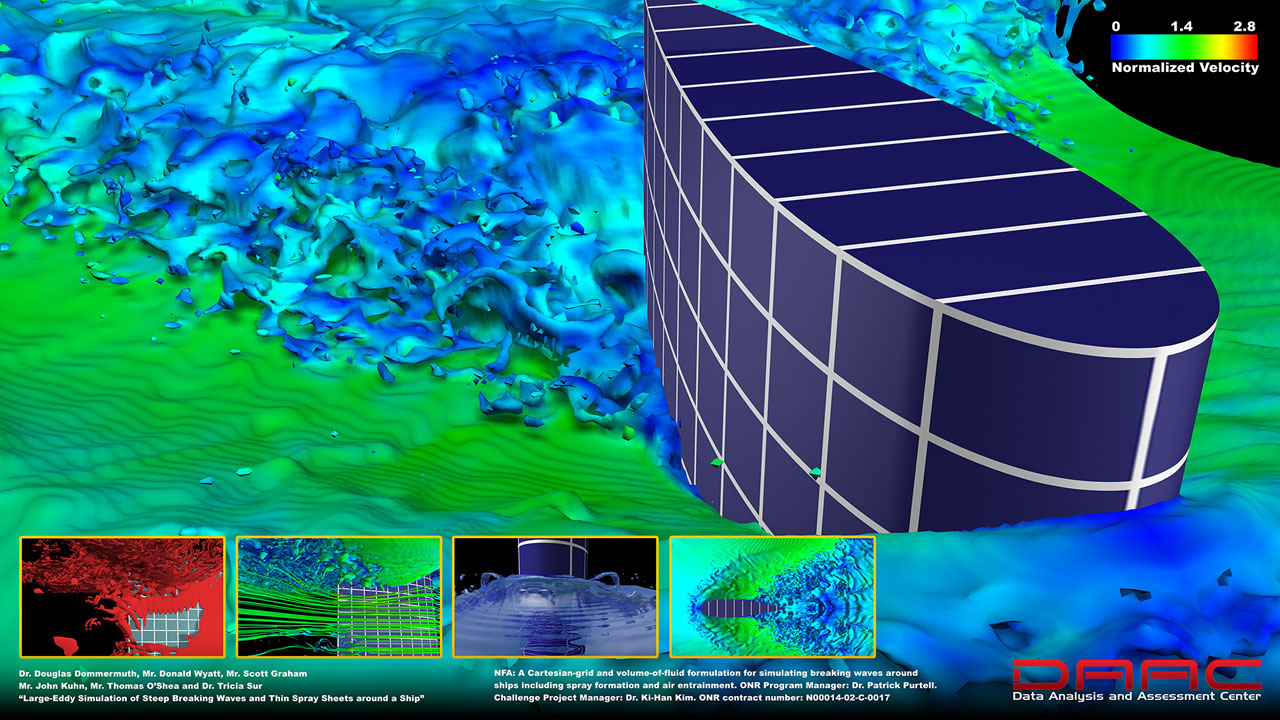 0 1.4 2.8
Normalized Velocity
Dr. Douglas Dommermuth, Mr. Donald Wyatt, Mr. Scott Graham
Mr. John Kuhn, Mr. Thomas O'Shea and Dr. Tricia Sur
“Large-Eddy Simulation of Steep Breaking Waves and Thin Spray Sheets around a Ship”
NFA: A Cartesian-grid and volume-of-fluid formulation for simulating breaking waves around
ships including spray formation and air entrainment. ONR Program Manager: Dr. Patrick Purtell.
Challenge Project Manager: Dr. Ki-Han Kim. ONR contract number: N00014-02-C-0017
DAAC
Data Analysis and Assessment Center